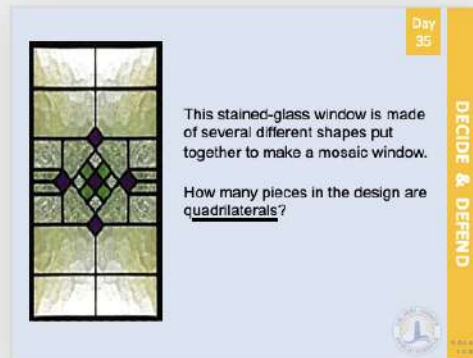 Day
35
This stained-glass window is made
of several different shapes put
together to make a mosaic window.
How many pieces in the design are
quadrilaterals?
DECIDE & DEFEND